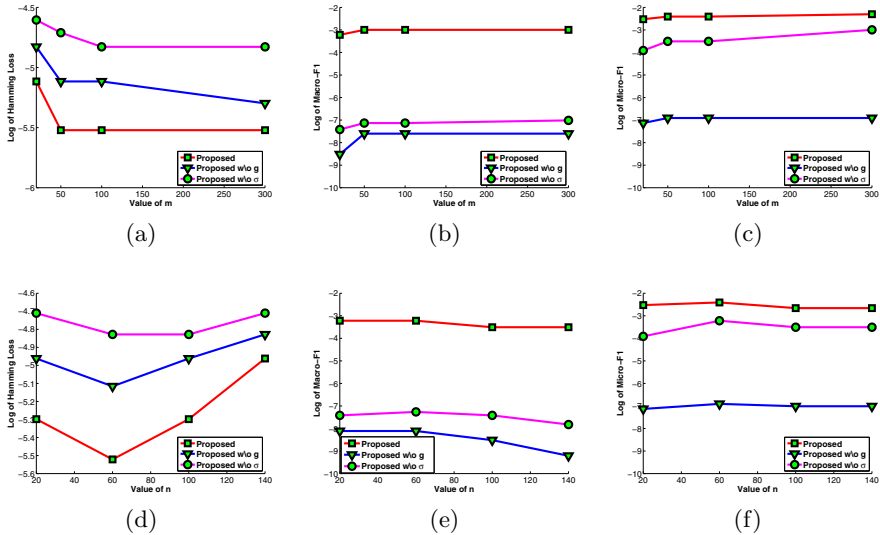 Log of Hamming Loss
-4.5
-5
-5.5
-6
50 100 150 200 250 300
Value of m
Proposed
Proposed w\o g
Proposed w\o σ
(a)
Log of Macro-F1
-2
-3
-4
-5
-6
-7
-8
-9
-10
50 100 150 200 250 300
Value of m
Proposed
Proposed w\o g
Proposed w\o σ
(b)
Log of Micro-F1
-2
-3
-4
-5
-6
-7
-8
-9
-10
50 100 150 200 250 300
Value of m
Proposed
Proposed w\o g
Proposed w\o σ
(c)
Log of Hamming Loss
-4.6
-4.7
-4.8
-4.9
-5
-5.1
-5.2
-5.3
-5.4
-5.5
-5.6
20 40 60 80 100 120 140
Value of n
Proposed
Proposed w\o g
Proposed w\o σ
(d)
Log of Macro-F1
-2
-3
-4
-5
-6
-7
-8
-9
-10
20 40 60 80 100 120 140
Value of n
Proposed
Proposed w\o g
Proposed w\o σ
(e)
Log of Micro-F1
-2
-3
-4
-5
-6
-7
-8
-9
-10
20 40 60 80 100 120 140
Value of n
Proposed
Proposed w\o g
Proposed w\o σ
(f)